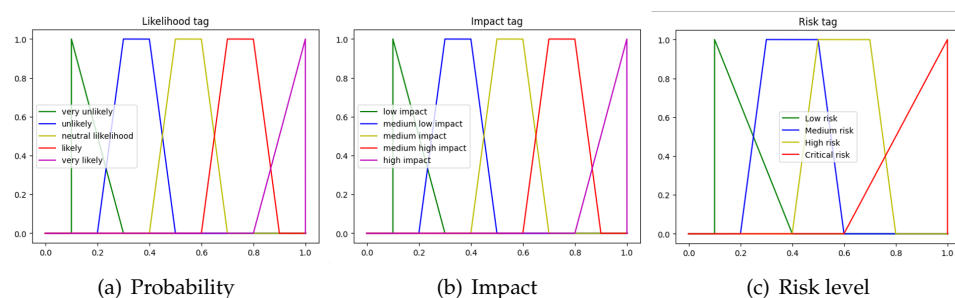 Likelihood tag
1.0
0.8
0.6
0.4
0.2
0.0
very unlikely
unlikely
neutral lilkelihood
likely
very likely
0.0 0.2 0.4 0.6 0.8 1.0
(a) Probability
Impact tag
1.0
0.8
0.6
0.4
0.2
0.0
low impact
medium low impact
medium impact
medium high impact
high impact
0.0 0.2 0.4 0.6 0.8 1.0
(b) Impact
Risk tag
1.0
0.8
0.6
0.4
0.2
0.0
Low risk
Medium risk
High risk
Critical risk
0.0 0.2 0.4 0.6 0.8 1.0
(c) Risk level